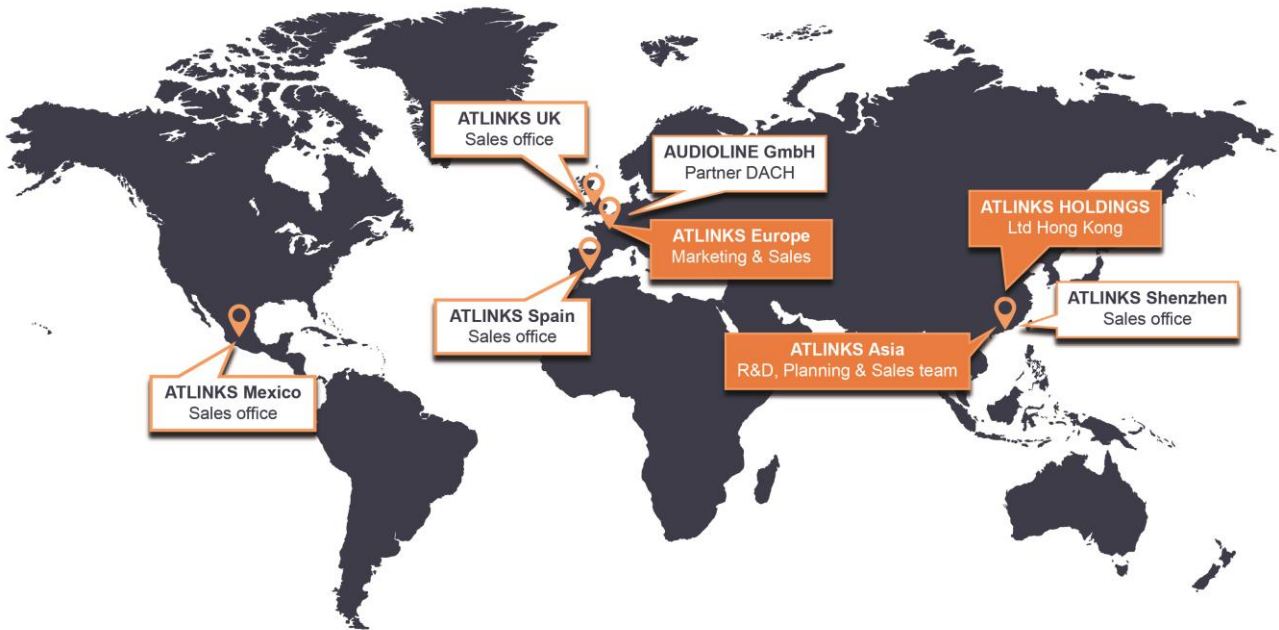 ATLINKS UK
Sales office
AUDIOLINE GmbH
Partner DACH
ATLINKS HOLDINGS
Ltd Hong Kong
ATLINKS Europe
Marketing & Sales
ATLINKS Shenzhen
Sales office
ATLINKS Spain
Sales office
ATLINKS Asia
R&D, Planning & Sales team
ATLINKS Mexico
Sales office